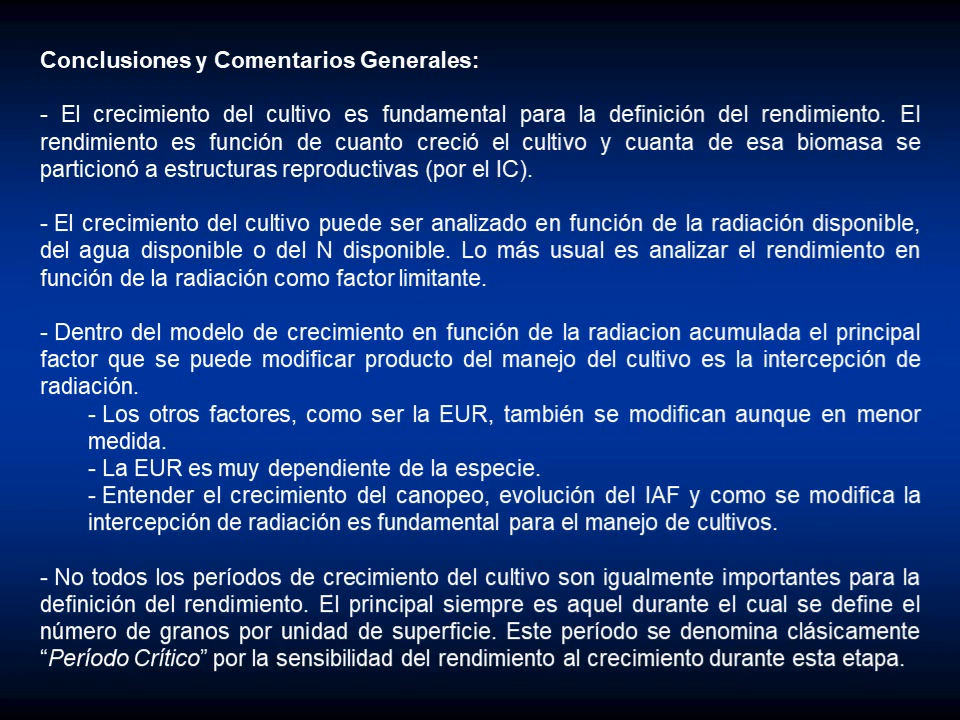 Conclusiones y Comentarios Generales:
- El crecimiento del cultivo es fundamental para la definición del rendimiento. El
rendimiento es función de cuanto creció el cultivo y cuanta de esa biomasa se
particionó a estructuras reproductivas (por el IC).
- El crecimiento del cultivo puede ser analizado en función de la radiación disponible,
del agua disponible o del N disponible. Lo más usual es analizar el rendimiento en
función de la radiación como factor limitante.
- Dentro del modelo de crecimiento en función de la radiacion acumulada el principal
factor que se puede modificar producto del manejo del cultivo es la intercepción de
radiación.
- Los otros factores, como ser la EUR, también se modifican aunque en menor
medida.
- La EUR es muy dependiente de la especie.
- Entender el crecimiento del canopeo, evolución del IAF y como se modifica la
intercepción de radiación es fundamental para el manejo de cultivos.
- No todos los períodos de crecimiento del cultivo son igualmente importantes para la
definición del rendimiento. El principal siempre es aquel durante el cual se define el
número de granos por unidad de superficie. Este período se denomina clásicamente
“Período Crítico” por la sensibilidad del rendimiento al crecimiento durante esta etapa.